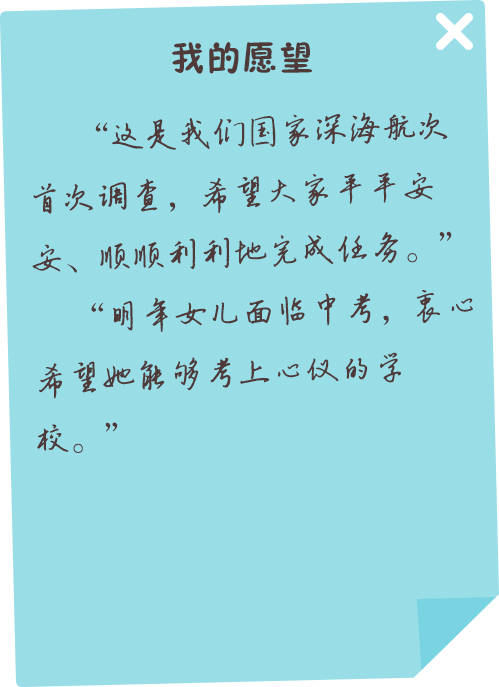 我的愿望
“这是我们国家深海航次
首次调查，希望大家平平安
安、顺顺利利地完成任务。”
“明年女儿面临中考，衷心
希望她能够考上心仪的学
校。”